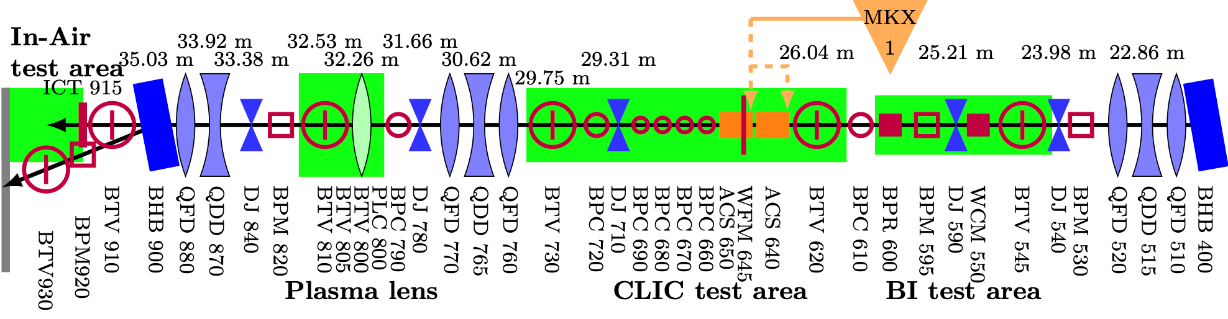 In-Air
test area
ICT 915
35.03 m
33.92 m
33.38 m
32.53 m
32.26 m
31.66 m
30.62 m
29.75 m
29.31 m
26.04 m
MKX
1
25.21 m
23.98 m
22.86 m
BTV930
BPM920
BTV 910
BHB 900
QFD 880
QDD 870
DJ 840
BPM 820
BTV 810
BTV 805
BTV 800
PLC 800
BPC 790
DJ 780
QFD 770
QDD 765
QFD 760
BTV 730
BPC 720
DJ 710
BPC 690
BPC 680
BPC 670
BPC 660
ACS 650
WFM 645
ACS 640
BTV 620
BPC 610
BPR 600
BPM 595
DJ 590
WCM 550
BTV 545
DJ 540
BPM 530
QFD 520
QDD 515
QFD 510
BHB 400
Plasma lens
CLIC test area
BI test area